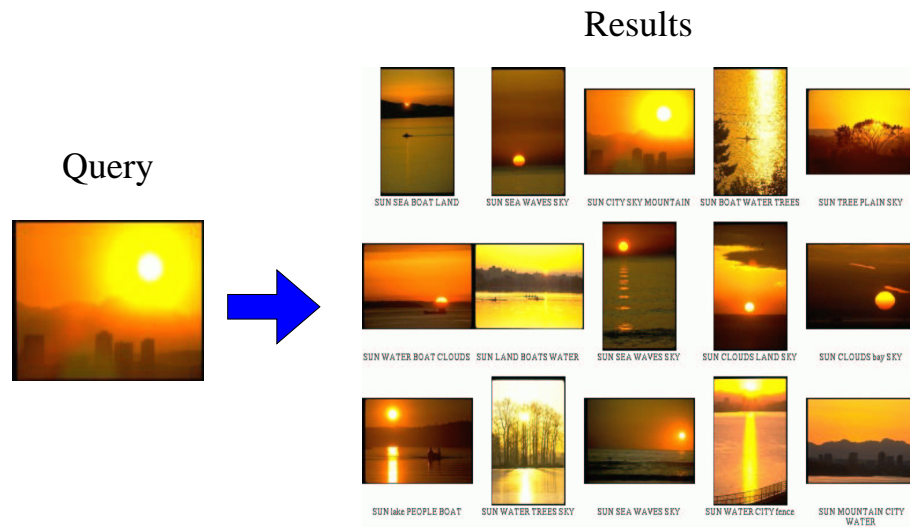 Results
Query
SUN SEA BOAT LAND
SUN SEA WAVES SKY
SUN CITY SKY MOUNTAIN
SUN BOAT WATER TREES
SUN TREE PLAIN SKY
SUN WATER BOAT CLOUDS
SUN LAND BOATS WATER
SUN SEA WAVES SKY
SUN CLOUDS LAND SKY
SUN CLOUDS bay SKY
SUN lake PEOPLE BOAT
SUN WATER TREES SKY
SUN SEA WAVES SKY
SUN WATER CITY fence
SUN MOUNTAIN CITY
WATER